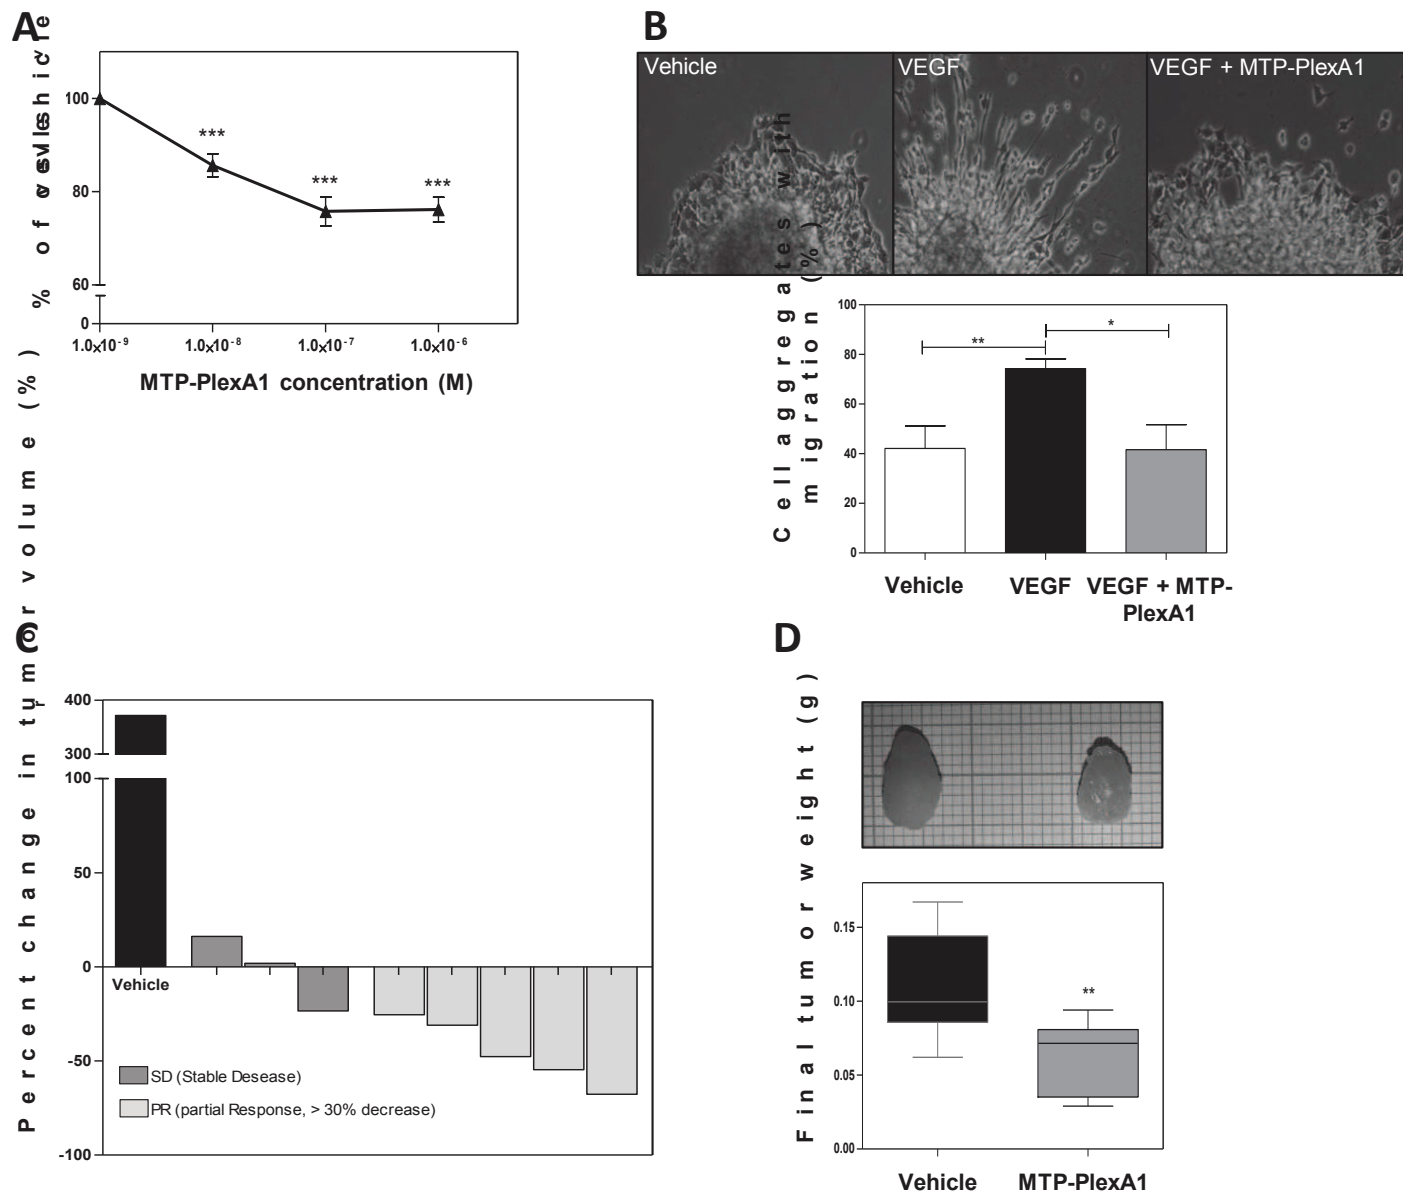 A
100
80
60
0
***
***
***
1.0x10-9
1.0x10-8
1.0x10-7
1.0x10-6
MTP-PlexA1 concentration (M)
B
Vehicle
VEGF
VEGF + MTP-PlexA1
Cell aggregates with
migration (%)
100
80
60
40
20
0
**
*
Vehicle
VEGF
VEGF + MTP-
PlexA1
C
Percent change in tumor volume (%)
400
300
100
50
0
-50
-100
Vehicle
SD (Stable Desease)
PR (partial Response, > 30% decrease)
D
Final tumor weight (g)
0.15
0.10
0.05
0.00
**
Vehicle
MTP-PlexA1